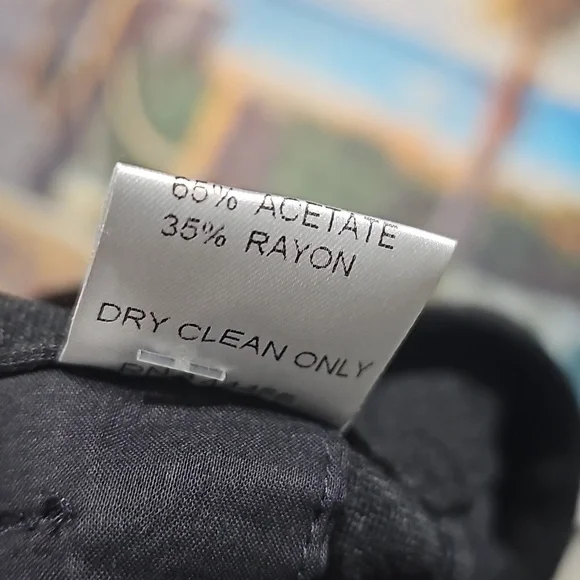 65% ACETATE
35% RAYON
DRY CLEAN ONLY